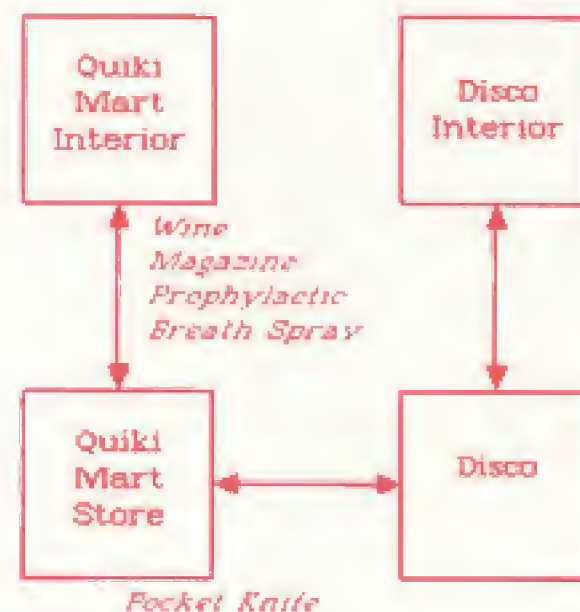 Quiki
Mart
Interior
Disco
Interior
Wine
Magazine
Prophylactic
Breath Spray
Quiki
Mart
Store
Disco
Pocket Knife